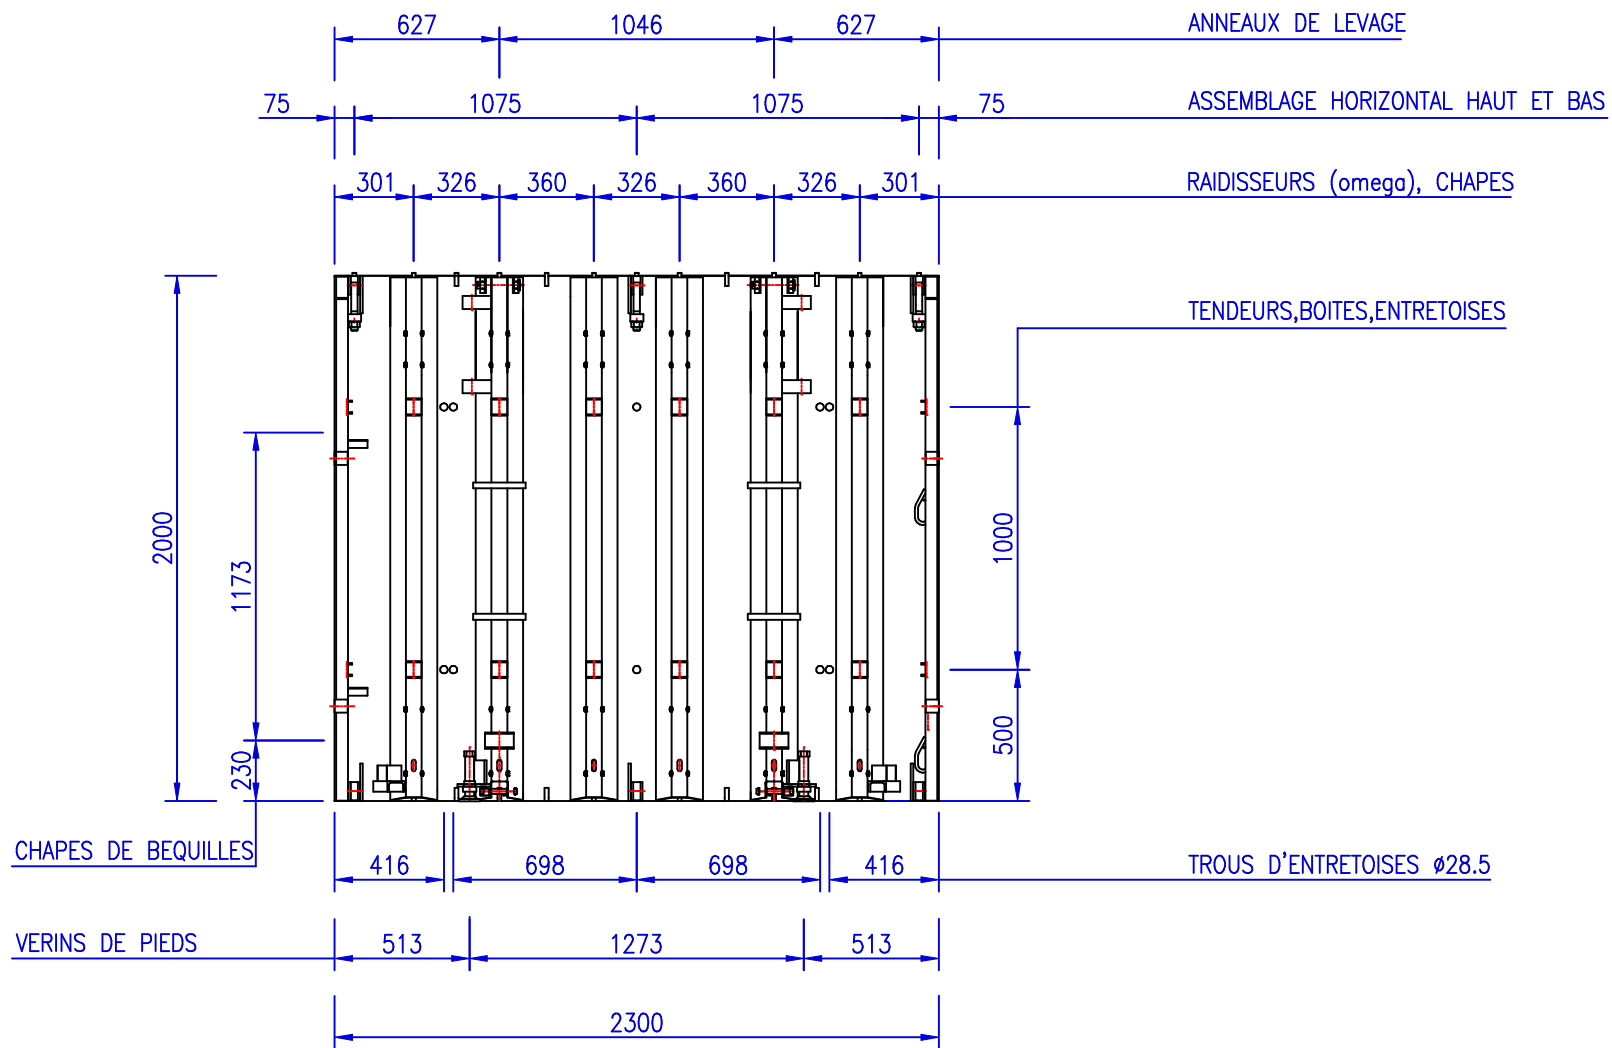 627 1046 627 ANNEAUX DE LEVAGE
75 1075 1075 75 ASSEMBLAGE HORIZONTAL HAUT ET BAS
301 326 360 326 360 326 301 RAIDISSEURS (omega), CHAPES
TENDEURS,BOITES,ENTRETOISES
2000
1173
230
1000
500
CHAPES DE BEQUILLES
416 698 698 416 TROUS D'ENTRETOISES ø28.5
VERINS DE PIEDS 513 1273 513
2300